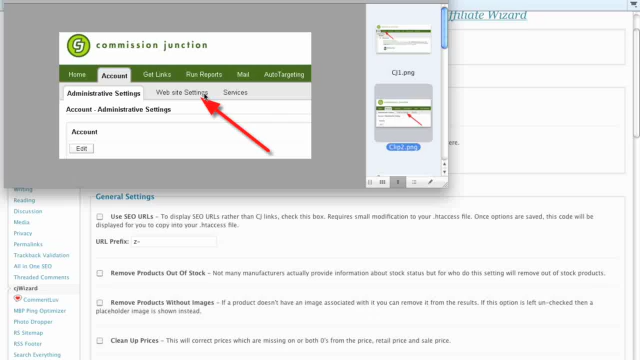 ffiliate Wizard
commission junction
Home Account Get Links Run Reports Mail AutoTargeting
Administrative Settings Web site Settings Services
Account - Administrative Settings
Account
Edit
CJ1.png
Clip2.png
ere.
Writing
Reading
Discussion
Media
Privacy
Permalinks
Trackback Validation
All in One SEO
Threaded Comments
cjWizard
CommentLuv
MBP Ping Optimizer
Photo Dropper
RS Sitemap
RSS Footer
Search Everything
General Settings
Use SEO URLs – To display SEO rather than CJ links, check this box. Requires small modification to your .htaccess file. Once options are saved, this code will be
displayed for you to copy into your .htaccess file.
URL Prefix: z-
Remove Products Out Of Stock – Not many manufacturers actually provide information about stock status but for who do this setting will remove out of stock products.
Remove Products Without Images – If a product doesn't have an image associated with it you can remove it from the results. If this option is left un-checked then a
placeholder image is shown instead.
Clean Up Prices – This will correct prices which are missing on or both 0's from the price, retail price and sale price.